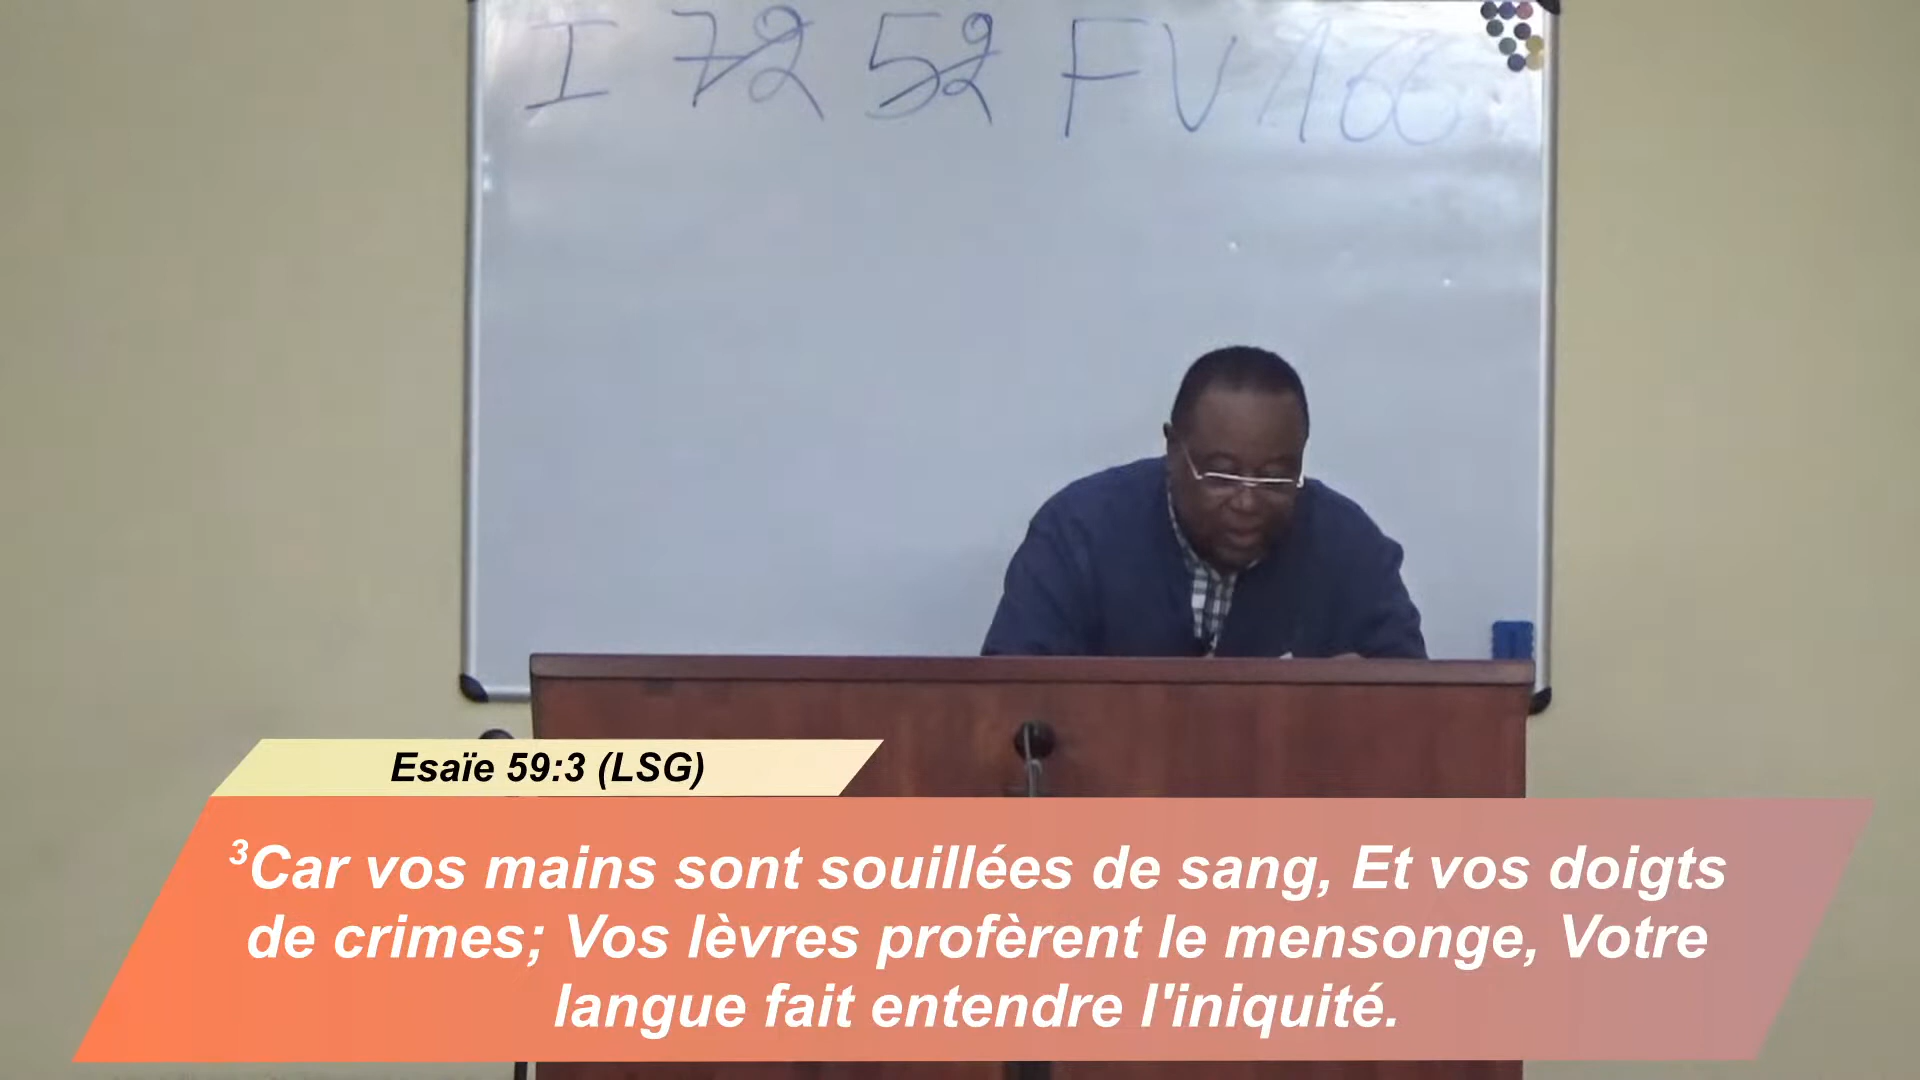 I 72 52 FV 166
Esaïe 59:3 (LSG)
³Car vos mains sont souillées de sang, Et vos doigts
de crimes; Vos lèvres profèrent le mensonge, Votre
langue fait entendre l'iniquité.